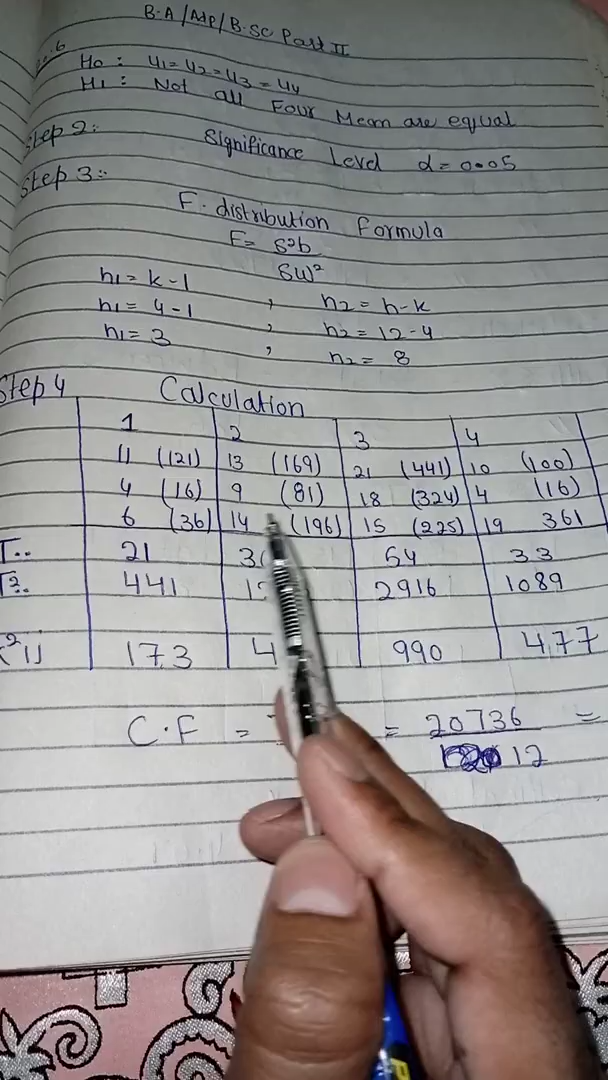 B.A/Adp/B.SC Part II
Ho : u1=u2=u3=u4
H1 : Not all Four Mean are equal
Step 2: Significance Level α=0.05
Step 3:
F-distribution Formula
F= S²b
Sw²
n1=k-1 , n2=n-k
n1=4-1 , n2=12-4
n1=3 , n2=8
Step 4 Calculation
1 2 3 4
11 (121) 13 (169) 21 (441) 10 (100)
4 (16) 9 (81) 18 (324) 4 (16)
6 (36) 14 (196) 15 (225) 19 361
T.. 21 54 33
441 2916 1089
173 990 477
C.F = = 20736 =
12